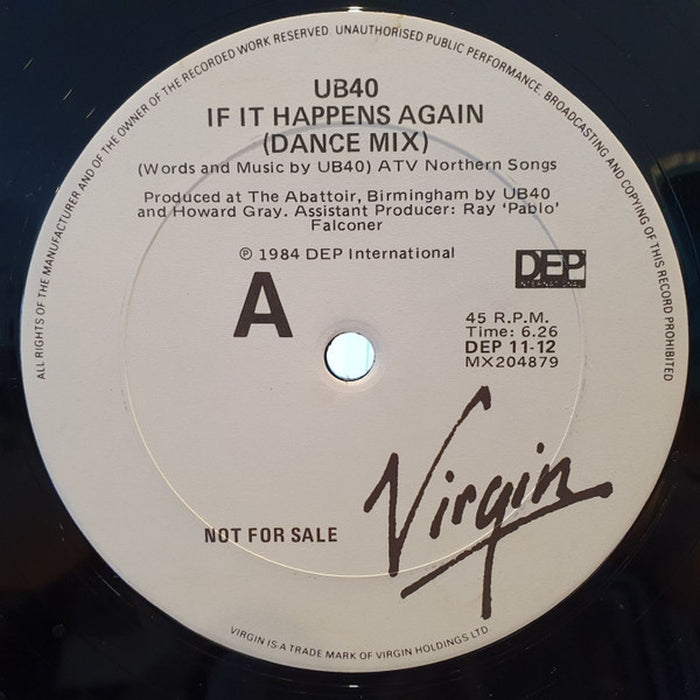 ALL RIGHTS OF THE MANUFACTURER AND OF THE OWNER OF THE RECORDED WORK RESERVED. UNAUTHORISED PUBLIC PERFORMANCE, BROADCASTING AND COPYING OF THIS RECORD PROHIBITED
UB40
IF IT HAPPENS AGAIN
(DANCE MIX)
(Words and Music by UB40) ATV Northern Songs
Produced at The Abattoir, Birmingham by UB40
and Howard Gray. Assistant Producer: Ray ‘Pablo’
Falconer
℗ 1984 DEP International
DEP
INTERNATIONAL
A
45 R.P.M.
Time: 6.26
DEP 11-12
MX204879
Virgin
NOT FOR SALE
VIRGIN IS A TRADE MARK OF VIRGIN HOLDINGS LTD